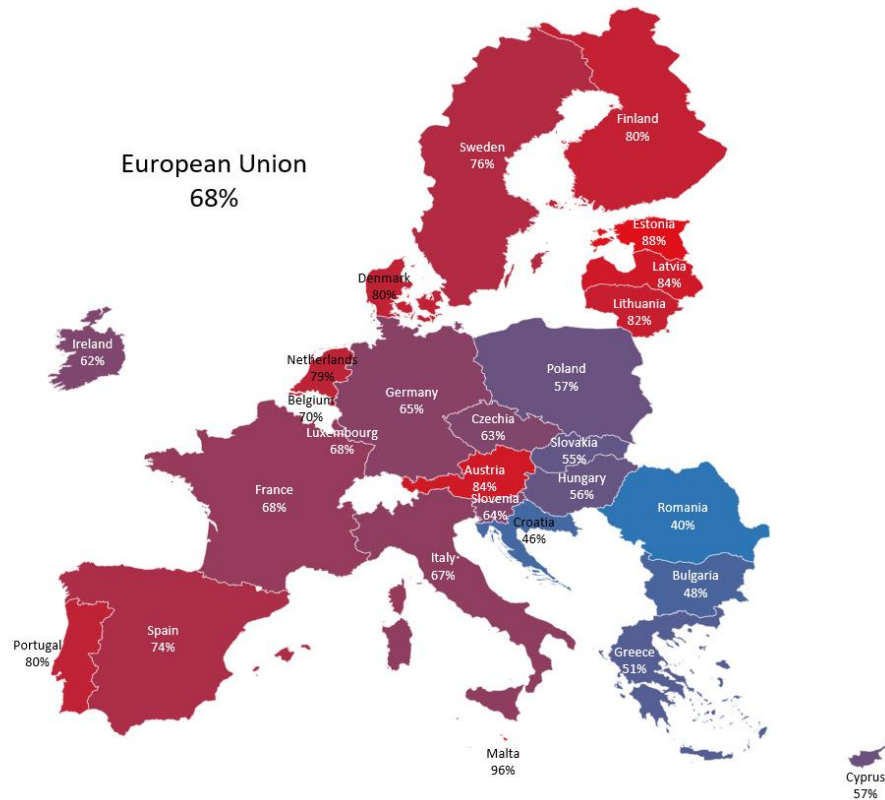 European Union
68%
Finland
80%
Sweden
76%
Estonia
88%
Latvia
84%
Lithuania
82%
Denmark
80%
Ireland
62%
Netherlands
79%
Belgium
70%
Luxembourg
68%
Germany
65%
Poland
57%
Czechia
63%
Slovakia
55%
Austria
84%
Hungary
56%
Slovenia
64%
Croatia
46%
France
68%
Romania
40%
Italy
67%
Bulgaria
48%
Portugal
80%
Spain
74%
Greece
51%
Malta
96%
Cyprus
57%